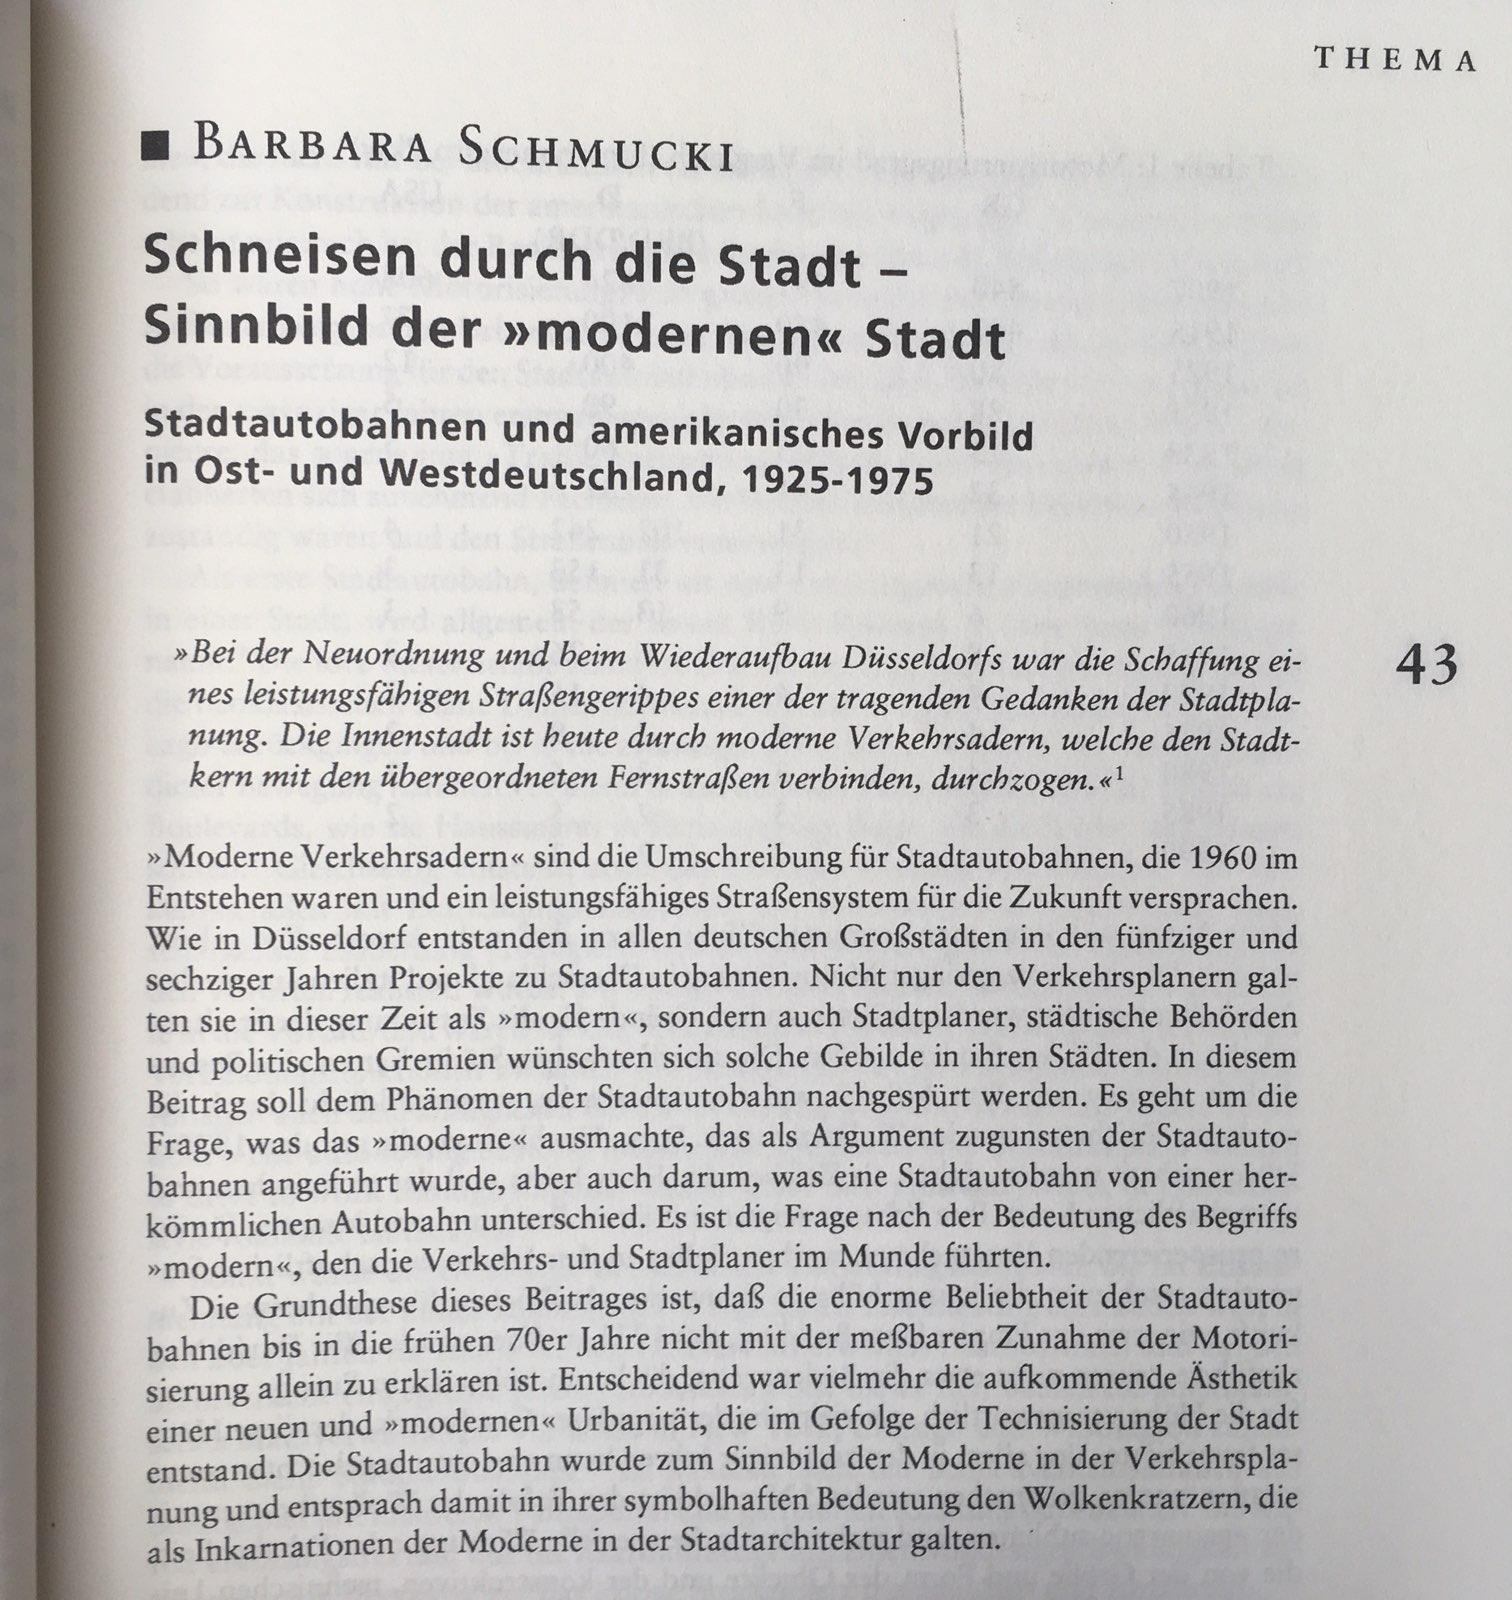 THEMA
■ BARBARA SCHMUCKI
Schneisen durch die Stadt –
Sinnbild der »modernen« Stadt
Stadtautobahnen und amerikanisches Vorbild
in Ost- und Westdeutschland, 1925-1975
»Bei der Neuordnung und beim Wiederaufbau Düsseldorfs war die Schaffung ei-
nes leistungsfähigen Straßengerippes einer der tragenden Gedanken der Stadtpla-
nung. Die Innenstadt ist heute durch moderne Verkehrsadern, welche den Stadt-
kern mit den übergeordneten Fernstraßen verbinden, durchzogen.«¹
43
»Moderne Verkehrsadern« sind die Umschreibung für Stadtautobahnen, die 1960 im
Entstehen waren und ein leistungsfähiges Straßensystem für die Zukunft versprachen.
Wie in Düsseldorf entstanden in allen deutschen Großstädten in den fünfziger und
sechziger Jahren Projekte zu Stadtautobahnen. Nicht nur den Verkehrsplanern gal-
ten sie in dieser Zeit als »modern«, sondern auch Stadtplaner, städtische Behörden
und politischen Gremien wünschten sich solche Gebilde in ihren Städten. In diesem
Beitrag soll dem Phänomen der Stadtautobahn nachgespürt werden. Es geht um die
Frage, was das »moderne« ausmachte, das als Argument zugunsten der Stadtauto-
bahnen angeführt wurde, aber auch darum, was eine Stadtautobahn von einer her-
kömmlichen Autobahn unterschied. Es ist die Frage nach der Bedeutung des Begriffs
»modern«, den die Verkehrs- und Stadtplaner im Munde führten.
Die Grundthese dieses Beitrages ist, daß die enorme Beliebtheit der Stadtauto-
bahnen bis in die frühen 70er Jahre nicht mit der meßbaren Zunahme der Motori-
sierung allein zu erklären ist. Entscheidend war vielmehr die aufkommende Ästhetik
einer neuen und »modernen« Urbanität, die im Gefolge der Technisierung der Stadt
entstand. Die Stadtautobahn wurde zum Sinnbild der Moderne in der Verkehrspla-
nung und entsprach damit in ihrer symbolhaften Bedeutung den Wolkenkratzern, die
als Inkarnationen der Moderne in der Stadtarchitektur galten.